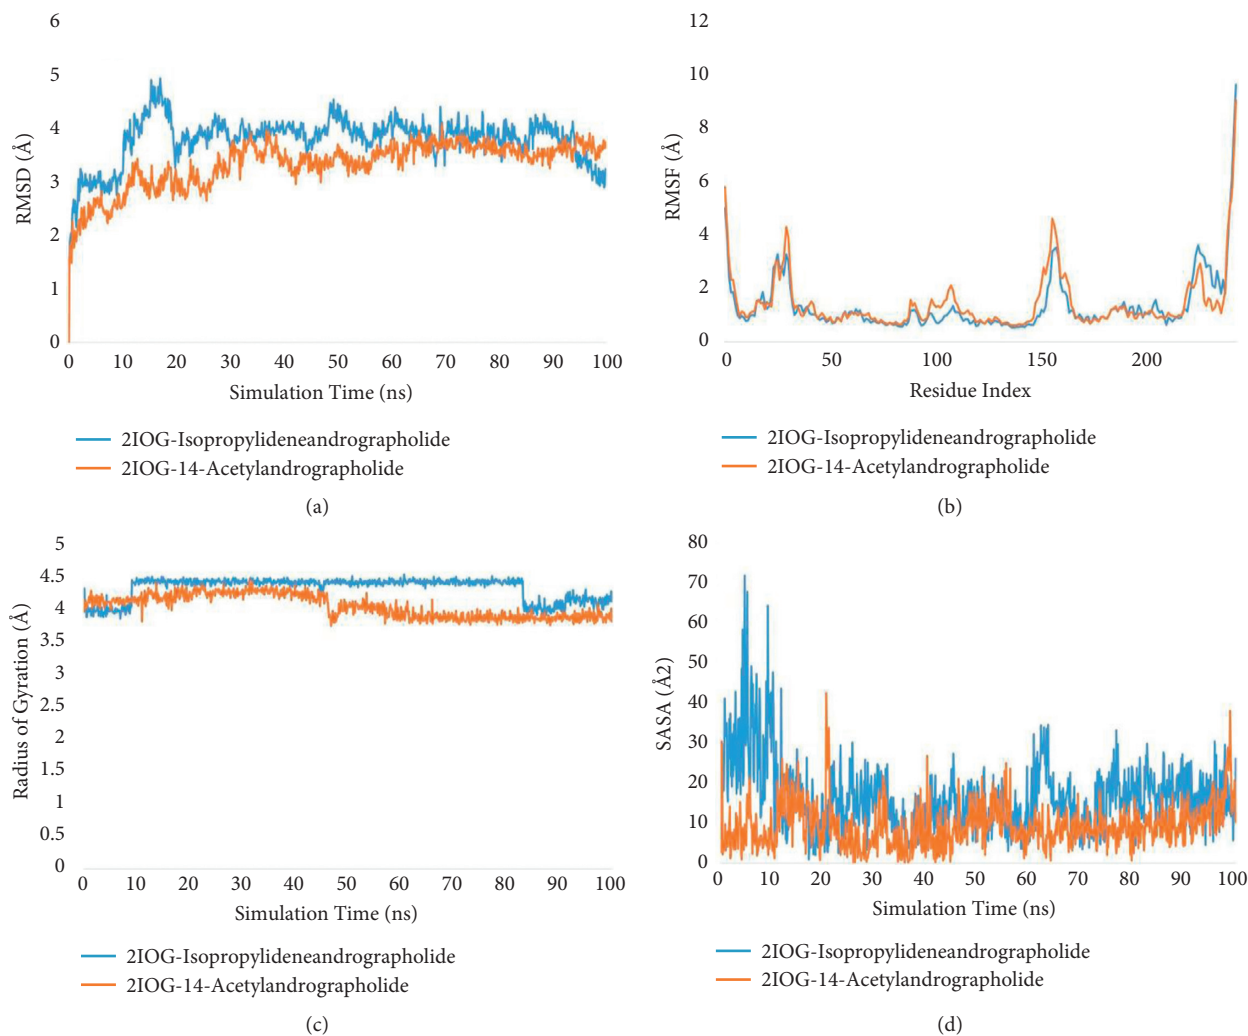 6
5
4
3
2
1
0
RMSD (Å)
0 10 20 30 40 50 60 70 80 90 100
Simulation Time (ns)
2IOG-Isopropylideneandrographolide
2IOG-14-Acetylandrographolide
(a)
12
10
8
6
4
2
0
RMSF (Å)
0 50 100 150 200
Residue Index
2IOG-Isopropylideneandrographolide
2IOG-14-Acetylandrographolide
(b)
5
4.5
4
3.5
3
2.5
2
1.5
1
0.5
0
Radius of Gyration (Å)
0 10 20 30 40 50 60 70 80 90 100
Simulation Time (ns)
2IOG-Isopropylideneandrographolide
2IOG-14-Acetylandrographolide
(c)
80
70
60
50
40
30
20
10
0
SASA (Å2)
0 10 20 30 40 50 60 70 80 90 100
Simulation Time (ns)
2IOG-Isopropylideneandrographolide
2IOG-14-Acetylandrographolide
(d)